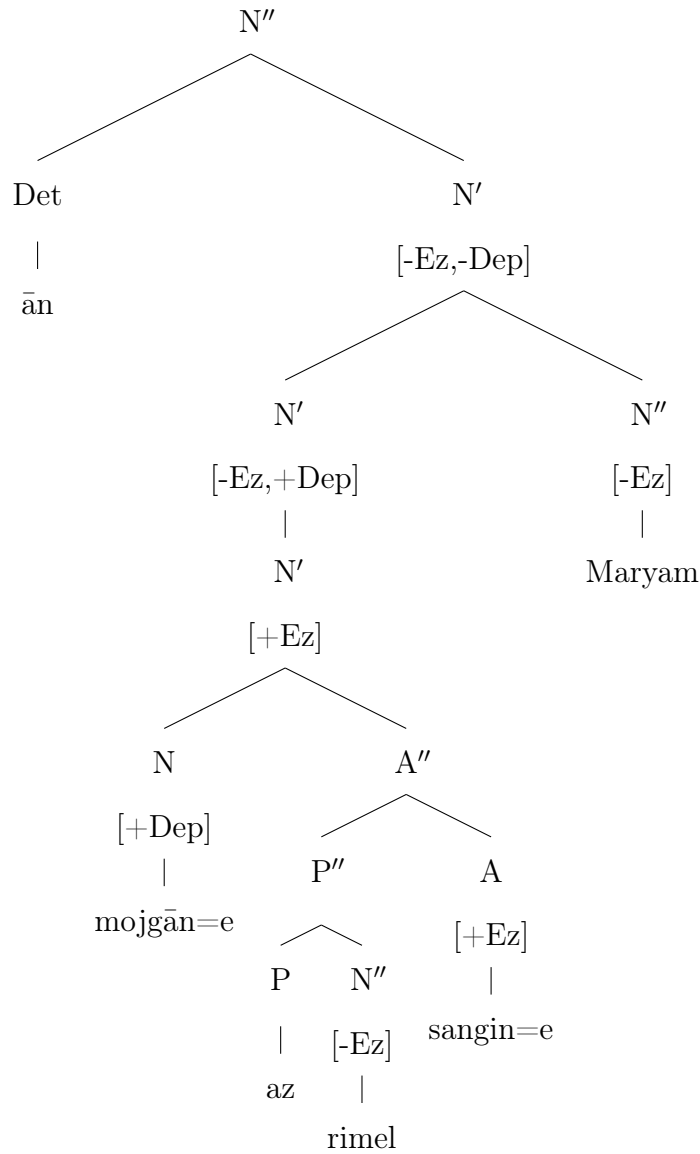 N″
Det N′
[-Ez,-Dep]
ān
N′ N″
[-Ez,+Dep] [-Ez]
N′ Maryam
[+Ez]
N A″
[+Dep]
P″ A
mojgān=e [+Ez]
P N″
sangin=e
[-Ez]
az
rimel